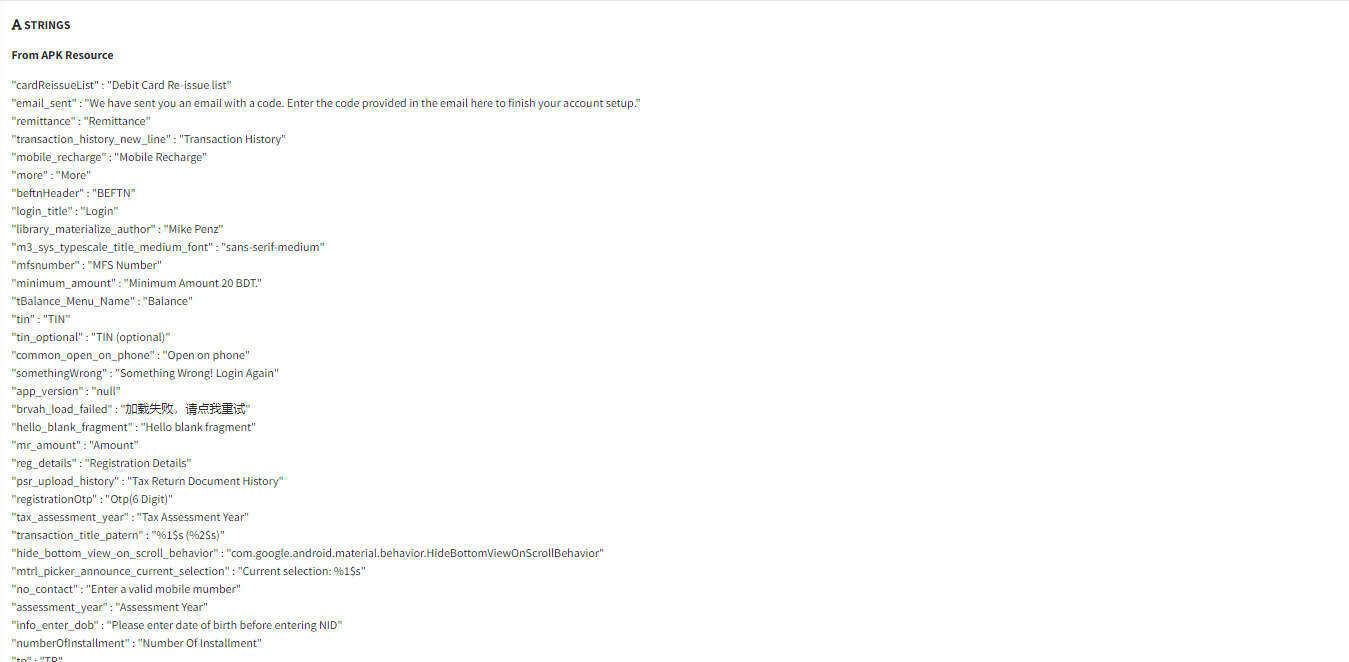 A STRINGS
From APK Resource
"cardReissueList" : "Debit Card Re-issue list"
"email_sent" : "We have sent you an email with a code. Enter the code provided in the email here to finish your account setup."
"remittance" : "Remittance"
"transaction_history_new_line" : "Transaction History"
"mobile_recharge" : "Mobile Recharge"
"more" : "More"
"beftnHeader" : "BEFTN"
"login_title" : "Login"
"library_materialize_author" : "Mike Penz"
"m3_sys_typescale_title_medium_font" : "sans-serif-medium"
"mfsnumber" : "MFS Number"
"minimum_amount" : "Minimum Amount 20 BDT."
"tBalance_Menu_Name" : "Balance"
"tin" : "TIN"
"tin_optional" : "TIN (optional)"
"common_open_on_phone" : "Open on phone"
"somethingWrong" : "Something Wrong! Login Again"
"app_version" : "null"
"brvah_load_failed" : "加载失败，请点我重试"
"hello_blank_fragment" : "Hello blank fragment"
"mr_amount" : "Amount"
"reg_details" : "Registration Details"
"psr_upload_history" : "Tax Return Document History"
"registrationOtp" : "Otp(6 Digit)"
"tax_assessment_year" : "Tax Assessment Year"
"transaction_title_patern" : "%1$s (%2$s)"
"hide_bottom_view_on_scroll_behavior" : "com.google.android.material.behavior.HideBottomViewOnScrollBehavior"
"mtrl_picker_announce_current_selection" : "Current selection: %1$s"
"no_contact" : "Enter a valid mobile mumber"
"assessment_year" : "Assessment Year"
"info_enter_dob" : "Please enter date of birth before entering NID"
"numberOfInstallment" : "Number Of Installment"